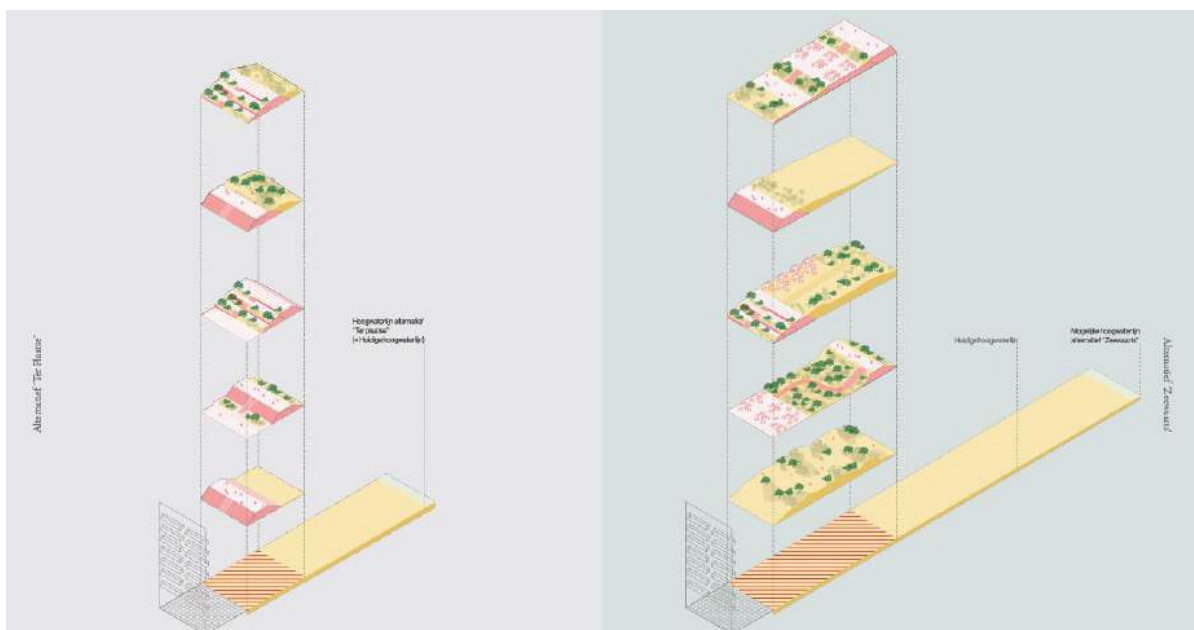 Alternatief 'Ter Plaatse'
Hoogwaterlijn alternatief
"Ter plaatse"
(= Huidige hoogwaterlijn)
Huidige hoogwaterlijn
Mogelijke hoogwaterlijn
alternatief "Zeewaarts"
Alternatief 'Zeewaarts'